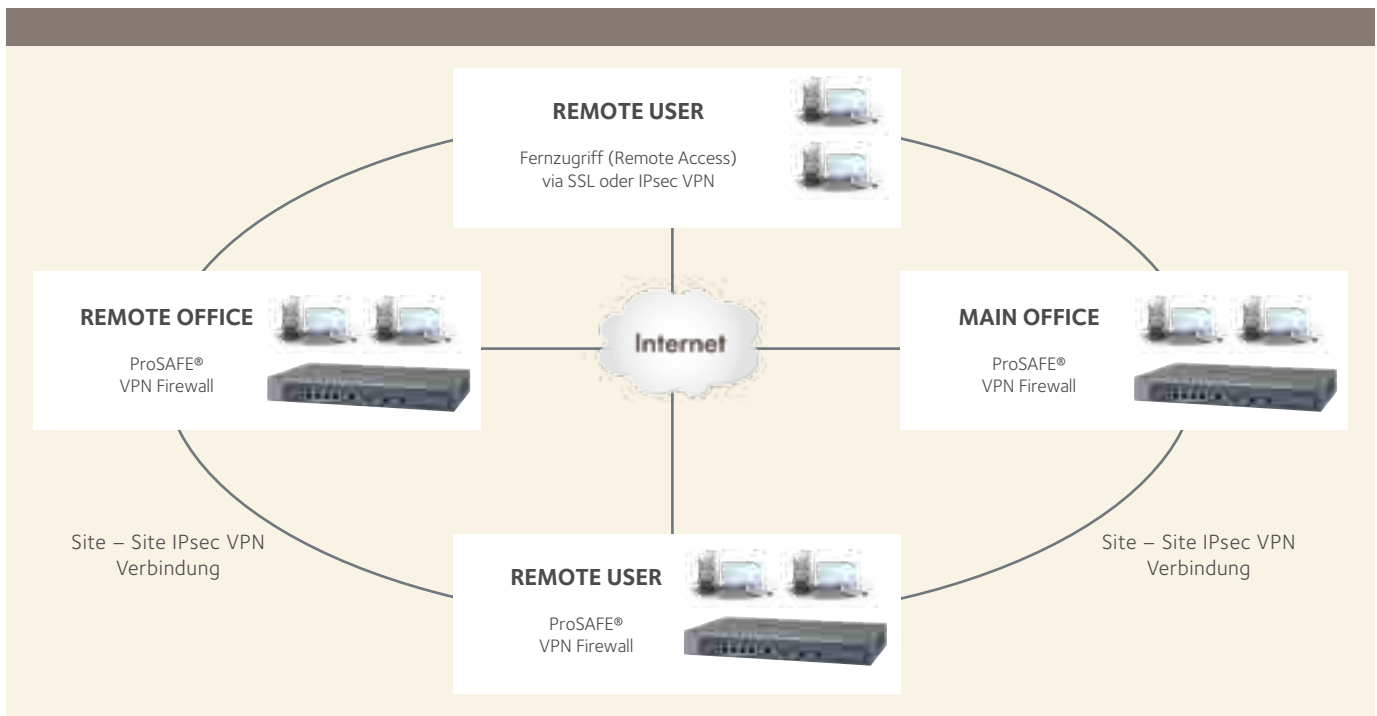 REMOTE USER
Fernzugriff (Remote Access)
via SSL oder IPsec VPN
REMOTE OFFICE
ProSAFE®
VPN Firewall
Internet
MAIN OFFICE
ProSAFE®
VPN Firewall
Site – Site IPsec VPN
Verbindung
REMOTE USER
ProSAFE®
VPN Firewall
Site – Site IPsec VPN
Verbindung